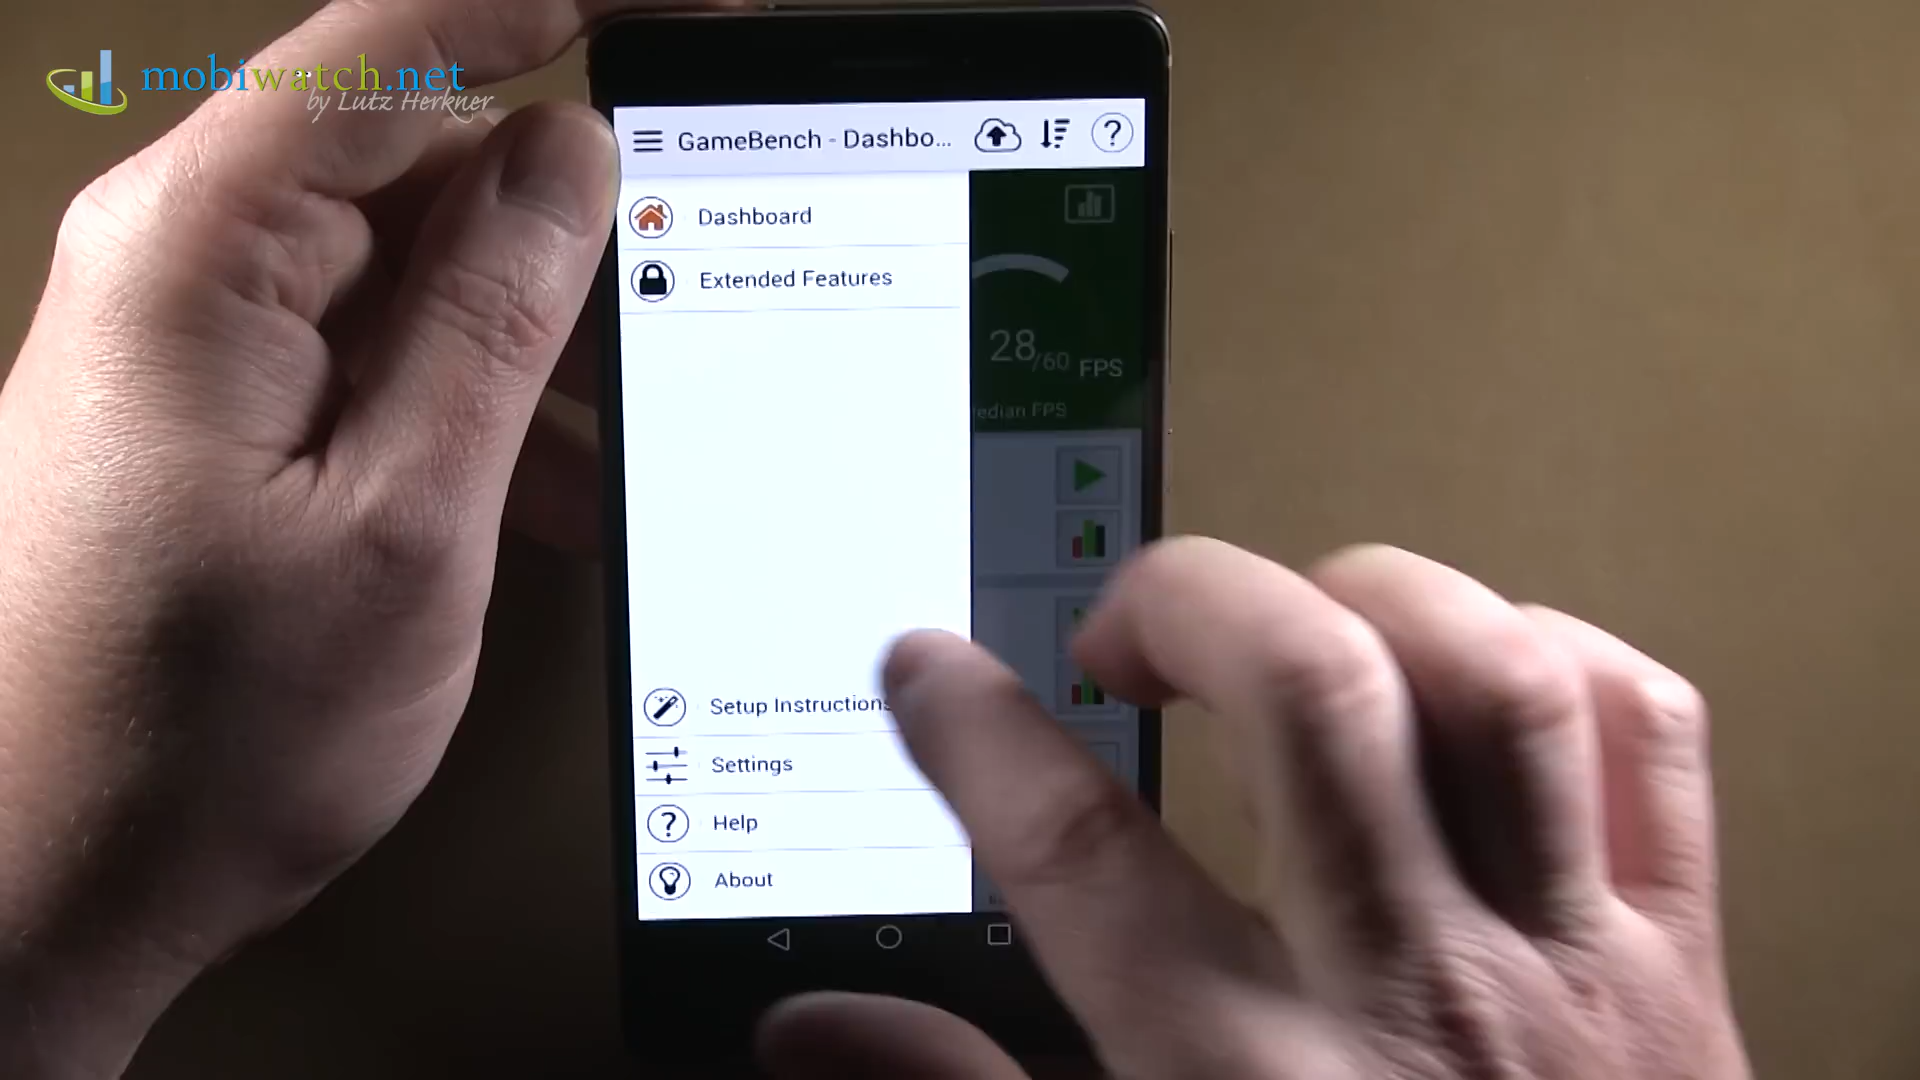 mobiwatch.net
by Lutz Herkner
GameBench - Dashbo...
?
Dashboard
Extended Features
28/60 FPS
edian FPS
Setup Instructions
Settings
? Help
About